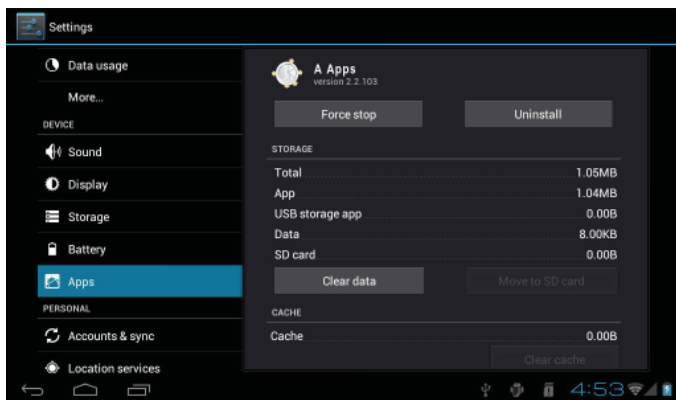 Settings
Data usage
More...
DEVICE
Sound
Display
Storage
Battery
Apps
PERSONAL
Accounts & sync
Location services
A Apps
version 2.2.103
Force stop
Uninstall
STORAGE
Total 1.05MB
App 1.04MB
USB storage app 0.00B
Data 8.00KB
SD card 0.00B
Clear data
Move to SD card
CACHE
Cache 0.00B
Clear cache
4:53